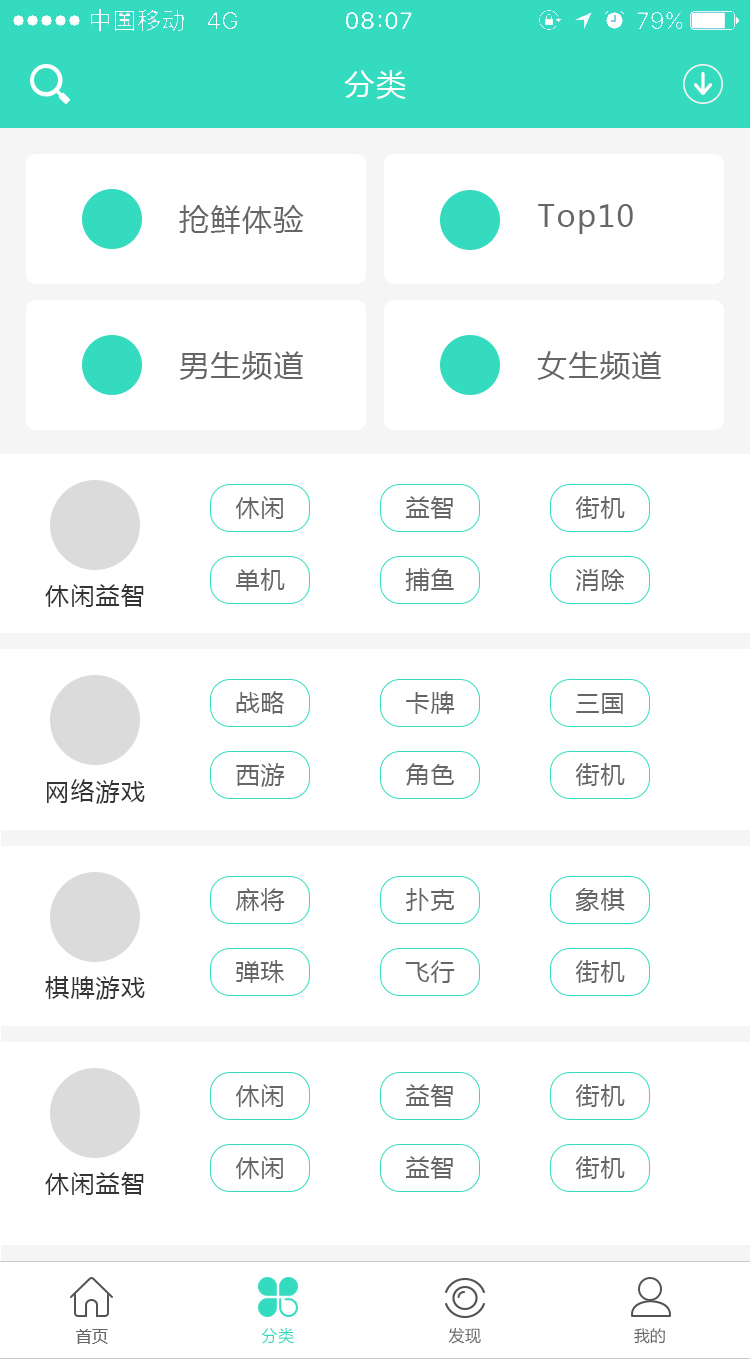 中国移动 4G 08:07 79%
分类
抢鲜体验 Top10
男生频道 女生频道
休闲 益智 街机
单机 捕鱼 消除
休闲益智
战略 卡牌 三国
西游 角色 街机
网络游戏
麻将 扑克 象棋
弹珠 飞行 街机
棋牌游戏
休闲 益智 街机
休闲 益智 街机
休闲益智
首页 分类 发现 我的